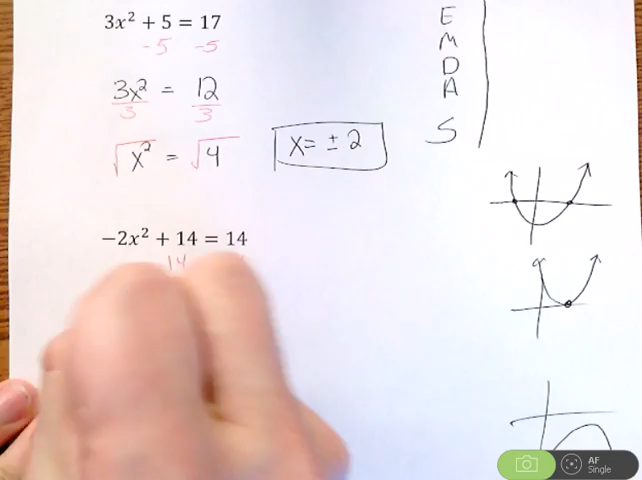 3x² + 5 = 17
-5 -5
3x² = 12
3 3
√x² = √4
x = ± 2
-2x² + 14 = 14
14
E
M
D
A
S
AF
Single